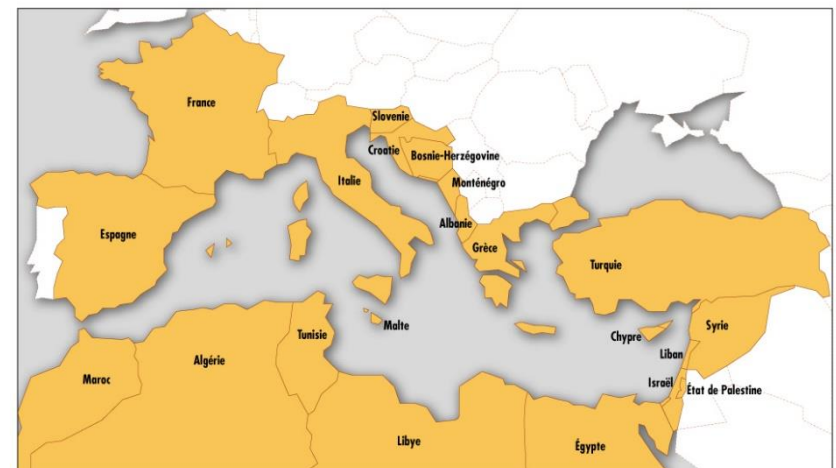 France
Slovenie
Croatie
Bosnie-Herzégovine
Italie
Monténégro
Espagne
Albanie
Grèce
Turquie
Malte
Chypre
Syrie
Tunisie
Liban
Algérie
Maroc
Israël
État de Palestine
Libye
Égypte